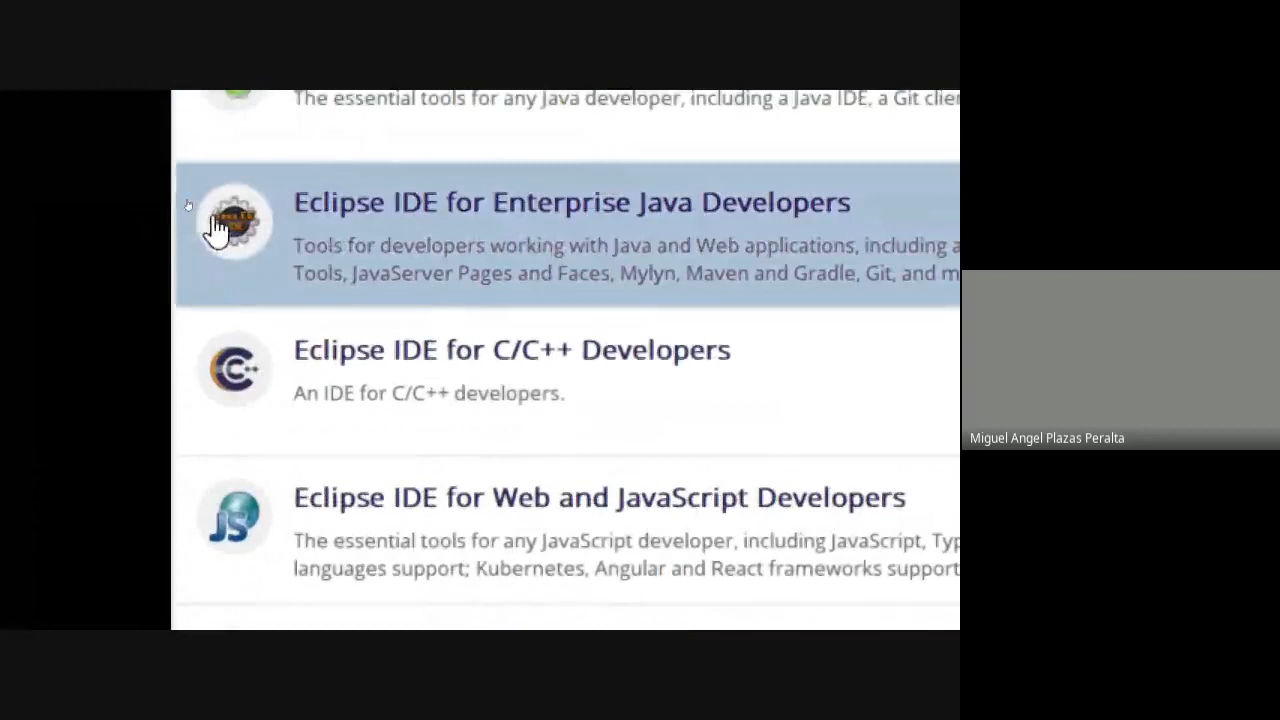 The essential tools for any Java developer, including a Java IDE, a Git clien
Eclipse IDE for Enterprise Java Developers
Tools for developers working with Java and Web applications, including a
Tools, JavaServer Pages and Faces, Mylyn, Maven and Gradle, Git, and m
Eclipse IDE for C/C++ Developers
An IDE for C/C++ developers.
Eclipse IDE for Web and JavaScript Developers
JS
The essential tools for any JavaScript developer, including JavaScript, Typ
languages support; Kubernetes, Angular and React frameworks support
Miguel Angel Plazas Peralta